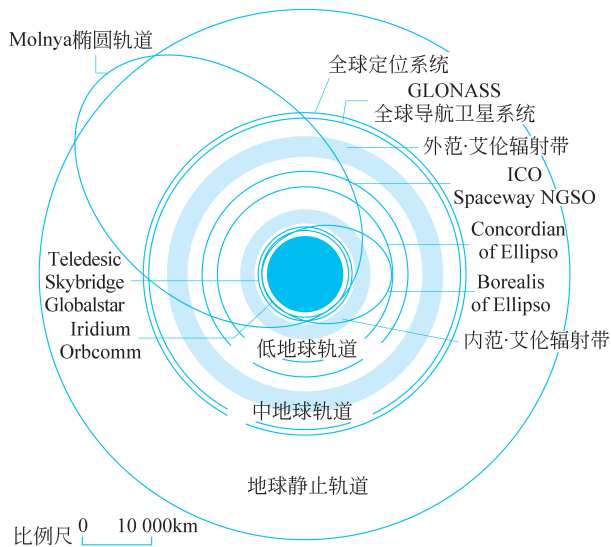 Molnya椭圆轨道
全球定位系统
GLONASS
全球导航卫星系统
外范·艾伦辐射带
ICO
Spaceway NGSO
Concordian
of Ellipso
Borealis
of Ellipso
内范·艾伦辐射带
Teledesic
Skybridge
Globalstar
Iridium
Orbcomm
低地球轨道
中地球轨道
地球静止轨道
比例尺 0 10 000km